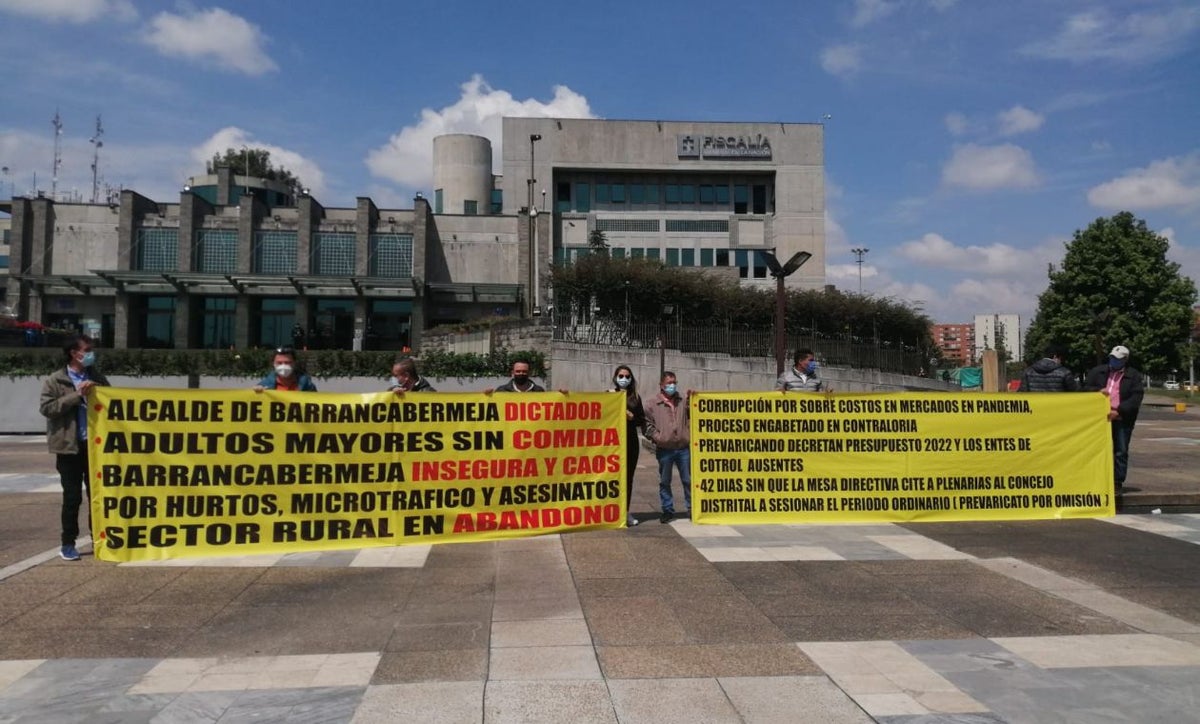 FISCALÍA
ALCALDE DE BARRANCABERMEJA DICTADOR
• ADULTOS MAYORES SIN COMIDA
• BARRANCABERMEJA INSEGURA Y CAOS
POR HURTOS, MICROTRAFICO Y ASESINATOS
• SECTOR RURAL EN ABANDONO
• CORRUPCIÓN POR SOBRE COSTOS EN MERCADOS EN PANDEMIA,
PROCESO ENGABETADO EN CONTRALORIA
• PREVARICANDO DECRETAN PRESUPUESTO 2022 Y LOS ENTES DE
COTROL AUSENTES
• 42 DIAS SIN QUE LA MESA DIRECTIVA CITE A PLENARIAS AL CONCEJO
DISTRITAL A SESIONAR EL PERIODO ORDINARIO ( PREVARICATO POR OMISIÓN )